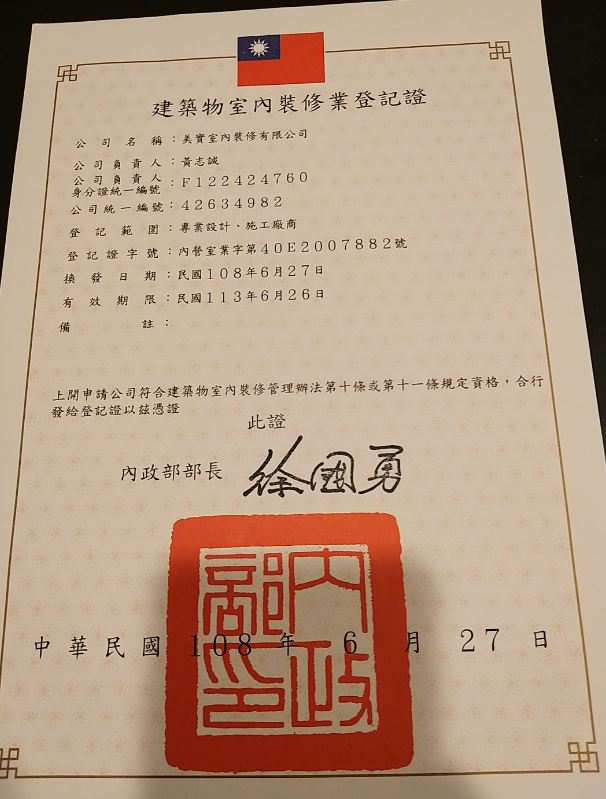 建築物室內裝修業登記證
公司名稱：美實室內裝修有限公司
公司負責人：黃志誠
公司負責人
身分證統一編號：F122424760
公司統一編號：42634982
登記範圍：專業設計、施工廠商
登記證字號：內營室業字第40E2007882號
換發日期：民國108年6月27日
有效期限：民國113年6月26日
備註：
上開申請公司符合建築物室內裝修管理辦法第十條或第十一條規定資格，合行
發給登記證以茲憑證
此證
內政部部長 徐國勇
內政部印
中華民國108年6月27日